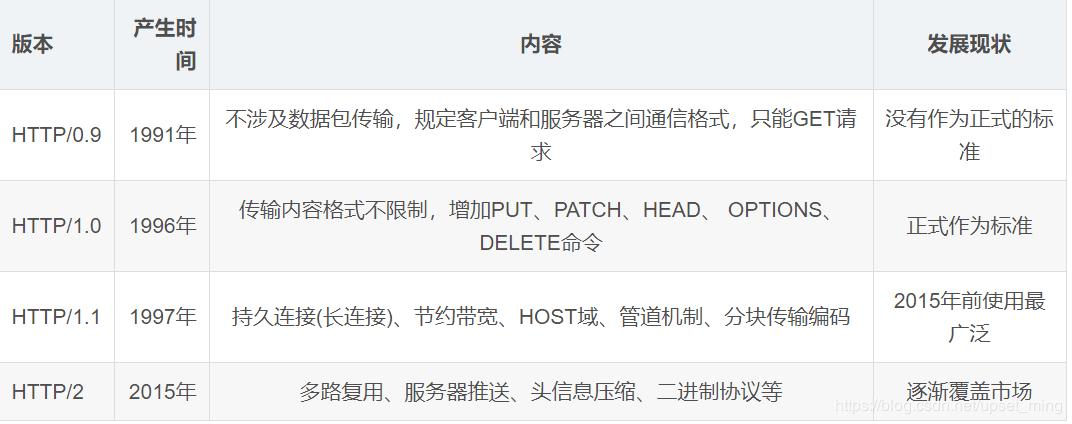 版本 产生时间 内容 发展现状
HTTP/0.9 1991年 不涉及数据包传输，规定客户端和服务器之间通信格式，只能GET请求 没有作为正式的标准
HTTP/1.0 1996年 传输内容格式不限制，增加PUT、PATCH、HEAD、 OPTIONS、DELETE命令 正式作为标准
HTTP/1.1 1997年 持久连接(长连接)、节约带宽、HOST域、管道机制、分块传输编码 2015年前使用最广泛
HTTP/2 2015年 多路复用、服务器推送、头信息压缩、二进制协议等 逐渐覆盖市场
https://blog.csdn.net/upset_ming